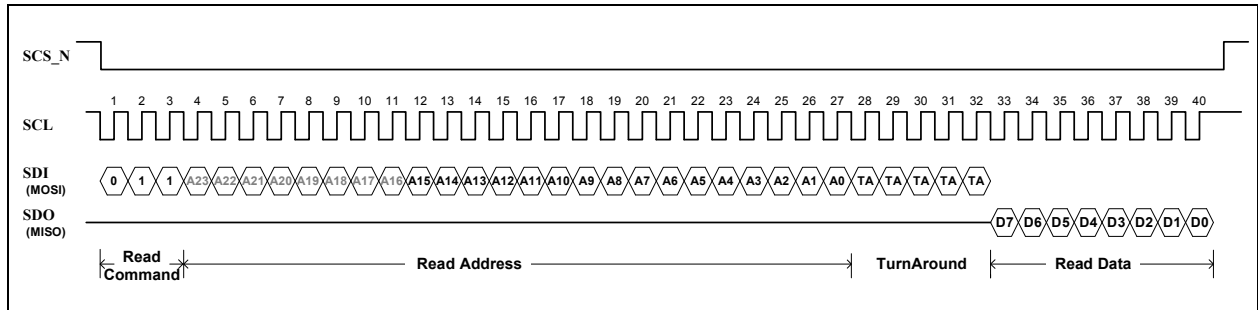 SCS_N
1 2 3 4 5 6 7 8 9 10 11 12 13 14 15 16 17 18 19 20 21 22 23 24 25 26 27 28 29 30 31 32 33 34 35 36 37 38 39 40
SCL
SDI
(MOSI)
0 1 1 A23 A22 A21 A20 A19 A18 A17 A16 A15 A14 A13 A12 A11 A10 A9 A8 A7 A6 A5 A4 A3 A2 A1 A0 TA TA TA TA TA
SDO
(MISO)
D7 D6 D5 D4 D3 D2 D1 D0
Read
Command
Read Address
TurnAround
Read Data